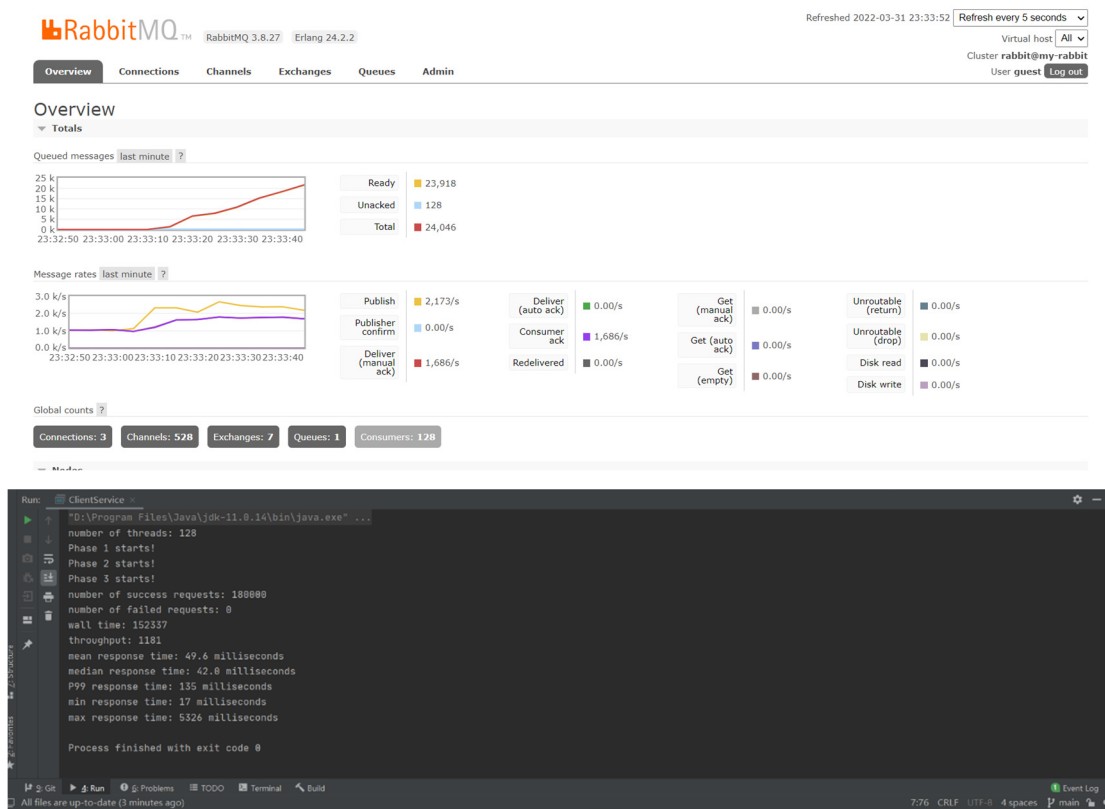 RabbitMQ TM RabbitMQ 3.8.27 Erlang 24.2.2
Refreshed 2022-03-31 23:33:52 Refresh every 5 seconds
Virtual host All
Cluster rabbit@my-rabbit
User guest Log out
Overview Connections Channels Exchanges Queues Admin
Overview
Totals
Queued messages last minute ?
25 k
20 k
15 k
10 k
5 k
0 k
23:32:50 23:33:00 23:33:10 23:33:20 23:33:30 23:33:40
Ready 23,918
Unacked 128
Total 24,046
Message rates last minute ?
3.0 k/s
2.0 k/s
1.0 k/s
0.0 k/s
23:32:50 23:33:00 23:33:10 23:33:20 23:33:30 23:33:40
Publish 2,173/s
Publisher confirm 0.00/s
Deliver (manual ack) 1,686/s
Deliver (auto ack) 0.00/s
Consumer ack 1,686/s
Redelivered 0.00/s
Get (manual ack) 0.00/s
Get (auto ack) 0.00/s
Get (empty) 0.00/s
Unroutable (return) 0.00/s
Unroutable (drop) 0.00/s
Disk read 0.00/s
Disk write 0.00/s
Global counts ?
Connections: 3 Channels: 528 Exchanges: 7 Queues: 1 Consumers: 128
Nodes
Run: ClientService
"D:\Program Files\Java\jdk-11.0.14\bin\java.exe" ...
number of threads: 128
Phase 1 starts!
Phase 2 starts!
Phase 3 starts!
number of success requests: 180000
number of failed requests: 0
wall time: 152337
throughput: 1181
mean response time: 49.6 milliseconds
median response time: 42.0 milliseconds
P99 response time: 135 milliseconds
min response time: 17 milliseconds
max response time: 5326 milliseconds
Process finished with exit code 0
Z: Structure
2: Favorites
9: Git 4: Run 6: Problems TODO Terminal Build 1 Event Log
All files are up-to-date (3 minutes ago) 7:76 CRLF UTF-8 4 spaces main